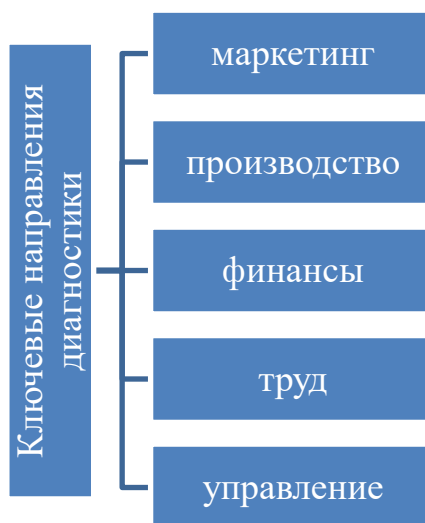 Ключевые направления
диагностики
маркетинг
производство
финансы
труд
управление